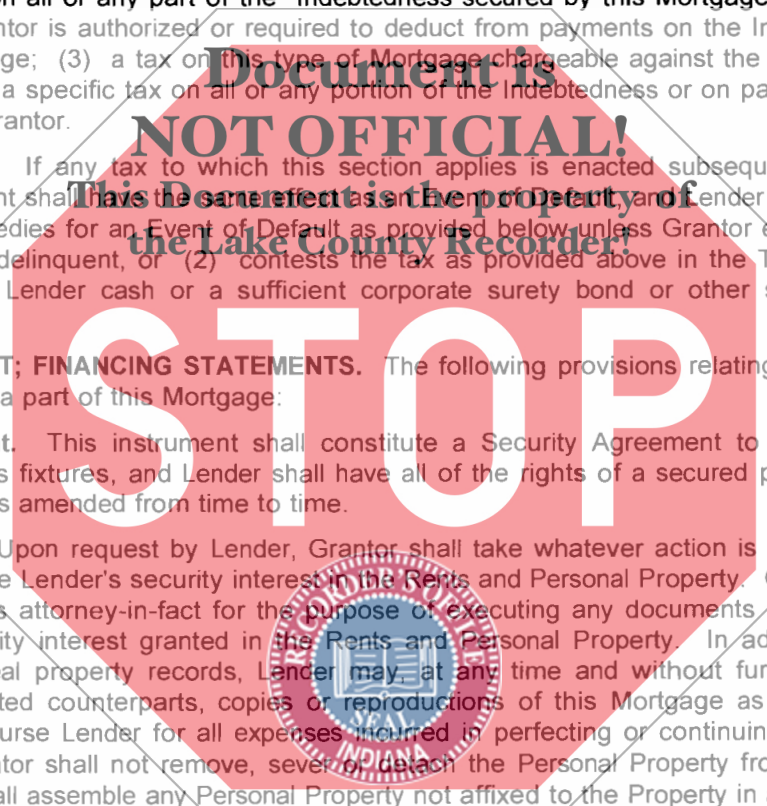 on all or any part of the Indebtedness secured by this Mortgage
ntor is authorized or required to deduct from payments on the In
ge; (3) a tax on this type of Mortgage chargeable against the
Document is
a specific tax on all or any portion of the Indebtedness or on pa
rantor.
NOT OFFICIAL!
If any tax to which this section applies is enacted subsequ
nt shall have the same effect as an Event of Default, and Lender
This Document is the property of
edies for an Event of Default as provided below unless Grantor e
the Lake County Recorder!
delinquent, or (2) contests the tax as provided above in the T
Lender cash or a sufficient corporate surety bond or other s
STOP
T; FINANCING STATEMENTS. The following provisions relating
a part of this Mortgage:
t. This instrument shall constitute a Security Agreement to
s fixtures, and Lender shall have all of the rights of a secured p
s amended from time to time.
Upon request by Lender, Grantor shall take whatever action is
e Lender's security interest in the Rents and Personal Property.
s attorney-in-fact for the purpose of executing any documents
ity interest granted in the Rents and Personal Property. In ad
eal property records, Lender may, at any time and without fur
ted counterparts, copies or reproductions of this Mortgage as
urse Lender for all expenses incurred in perfecting or continuin
tor shall not remove, sever or detach the Personal Property fro
all assemble any Personal Property not affixed to the Property in a
RECORDER'S OFFICE
SEAL
INDIANA